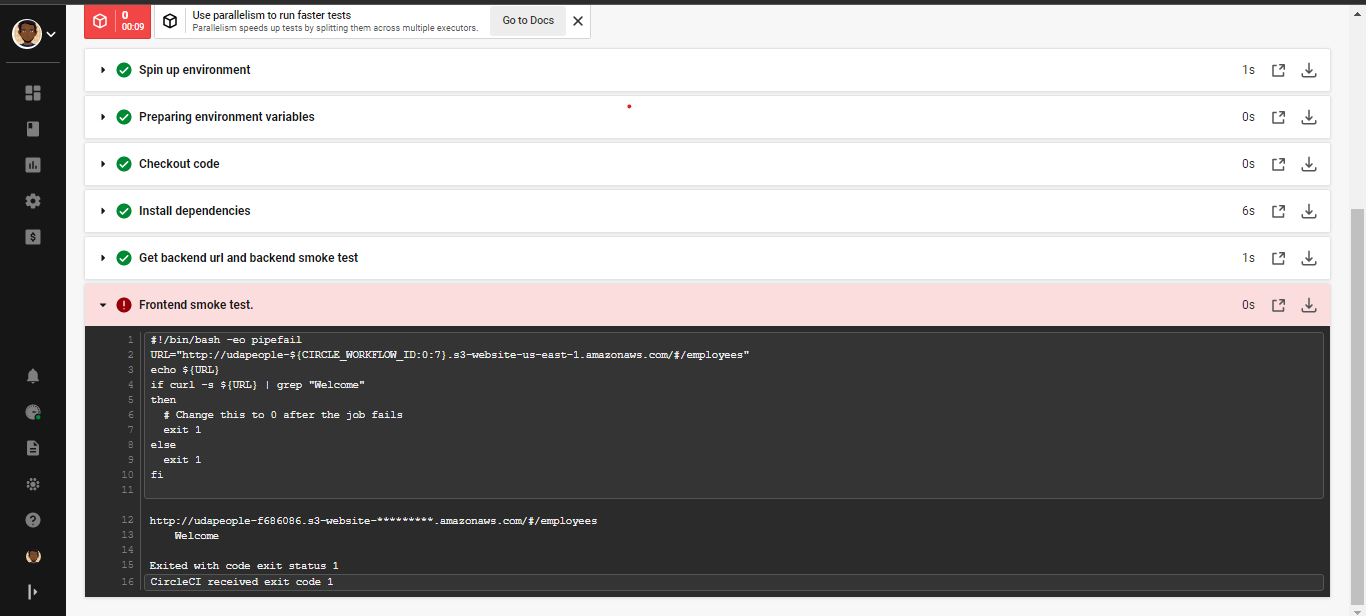 0
00:09
Use parallelism to run faster tests
Parallelism speeds up tests by splitting them across multiple executors.
Go to Docs
Spin up environment
1s
Preparing environment variables
0s
Checkout code
0s
Install dependencies
6s
Get backend url and backend smoke test
1s
Frontend smoke test.
0s
1 #!/bin/bash -eo pipefail
2 URL="http://udapeople-${CIRCLE_WORKFLOW_ID:0:7}.s3-website-us-east-1.amazonaws.com/#/employees"
3 echo ${URL}
4 if curl -s ${URL} | grep "Welcome"
5 then
6   # Change this to 0 after the job fails
7   exit 1
8 else
9   exit 1
10 fi
11
12 http://udapeople-f686086.s3-website-*********.amazonaws.com/#/employees
13     Welcome
14
15 Exited with code exit status 1
16 CircleCI received exit code 1